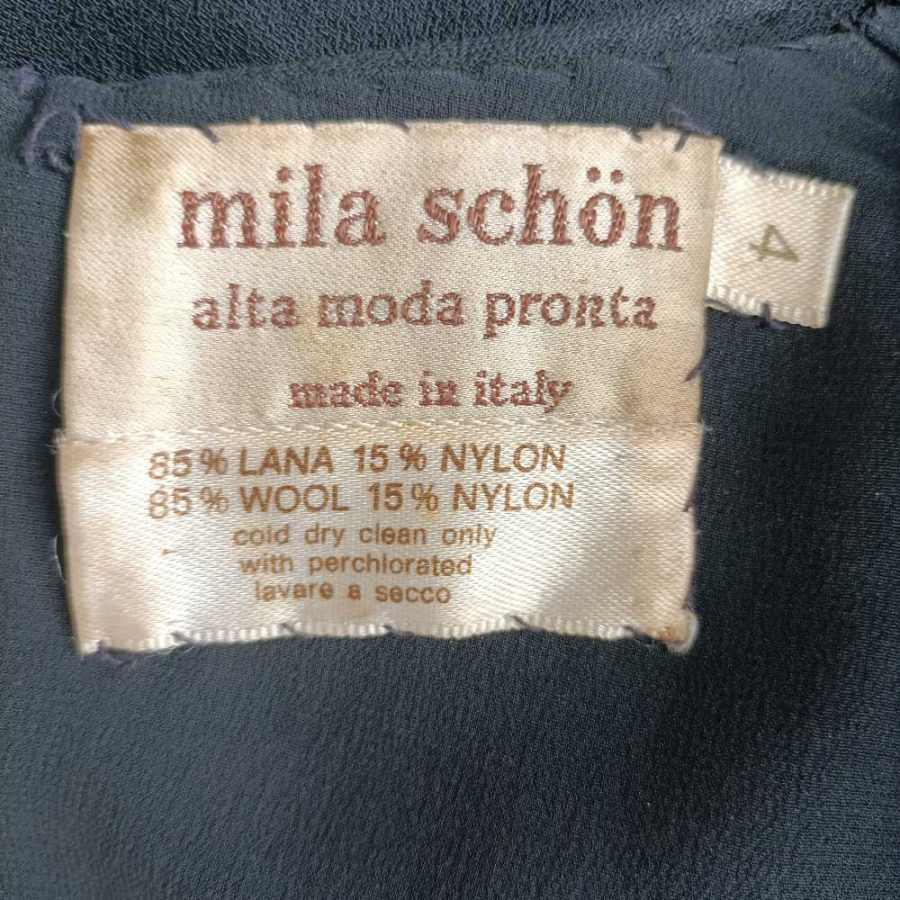 mila schön
alta moda pronta
made in italy
4
85% LANA 15% NYLON
85% WOOL 15% NYLON
cold dry clean only
with perchlorated
lavare a secco